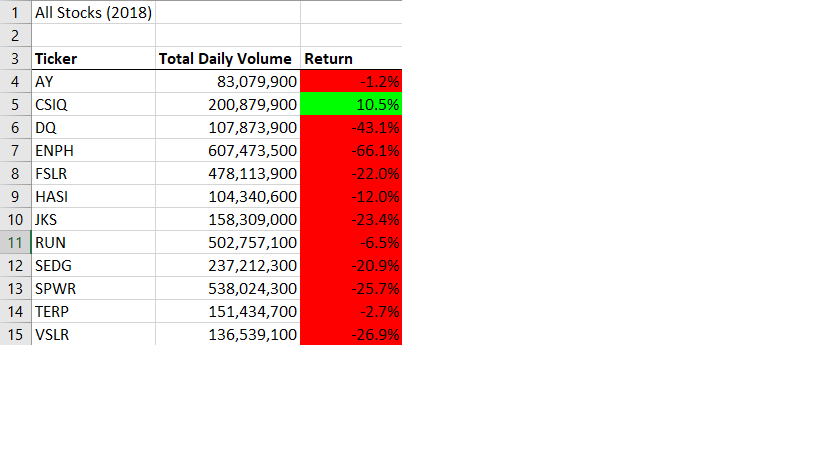 1 All Stocks (2018)
2
3 Ticker Total Daily Volume Return
4 AY 83,079,900 -1.2%
5 CSIQ 200,879,900 10.5%
6 DQ 107,873,900 -43.1%
7 ENPH 607,473,500 -66.1%
8 FSLR 478,113,900 -22.0%
9 HASI 104,340,600 -12.0%
10 JKS 158,309,000 -23.4%
11 RUN 502,757,100 -6.5%
12 SEDG 237,212,300 -20.9%
13 SPWR 538,024,300 -25.7%
14 TERP 151,434,700 -2.7%
15 VSLR 136,539,100 -26.9%